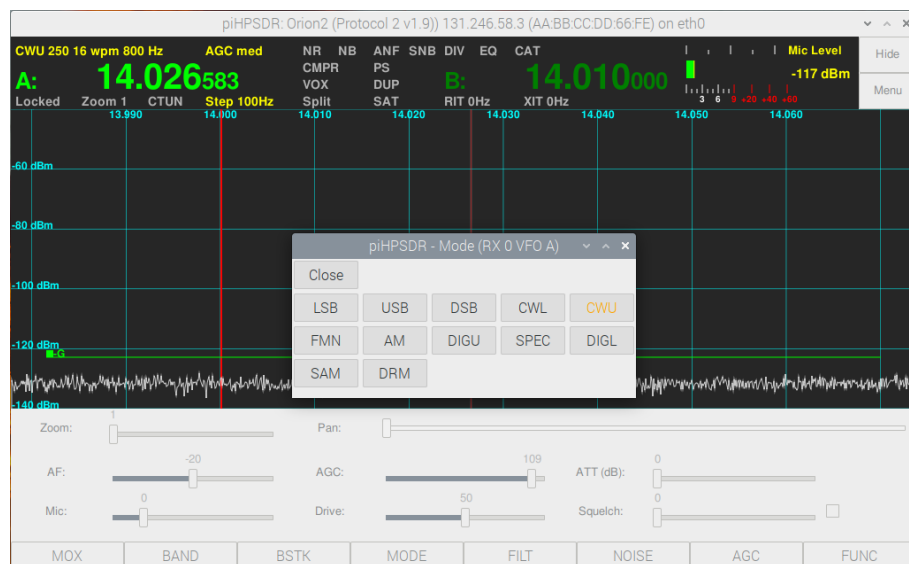 piHPSDR: Orion2 (Protocol 2 v1.9)) 131.246.58.3 (AA:BB:CC:DD:66:FE) on eth0
CWU 250 16 wpm 800 Hz AGC med NR NB ANF SNB DIV EQ CAT Mic Level Hide
CMPR PS
A: 14.026583 VOX DUP B: 14.010000 -117 dBm
Locked Zoom 1 CTUN Step 100Hz Split SAT RIT 0Hz XIT 0Hz 3 6 9 +20 +40 +60 Menu
13.990 14.000 14.010 14.020 14.030 14.040 14.050 14.060
-60 dBm
-80 dBm
piHPSDR - Mode (RX 0 VFO A)
Close
-100 dBm
LSB USB DSB CWL CWU
FMN AM DIGU SPEC DIGL
-120 dBm
-G
SAM DRM
-140 dBm
Zoom: 1 Pan:
AF: -20 AGC: 109 ATT (dB): 0
Mic: 0 Drive: 50 Squelch: 0
MOX BAND BSTK MODE FILT NOISE AGC FUNC